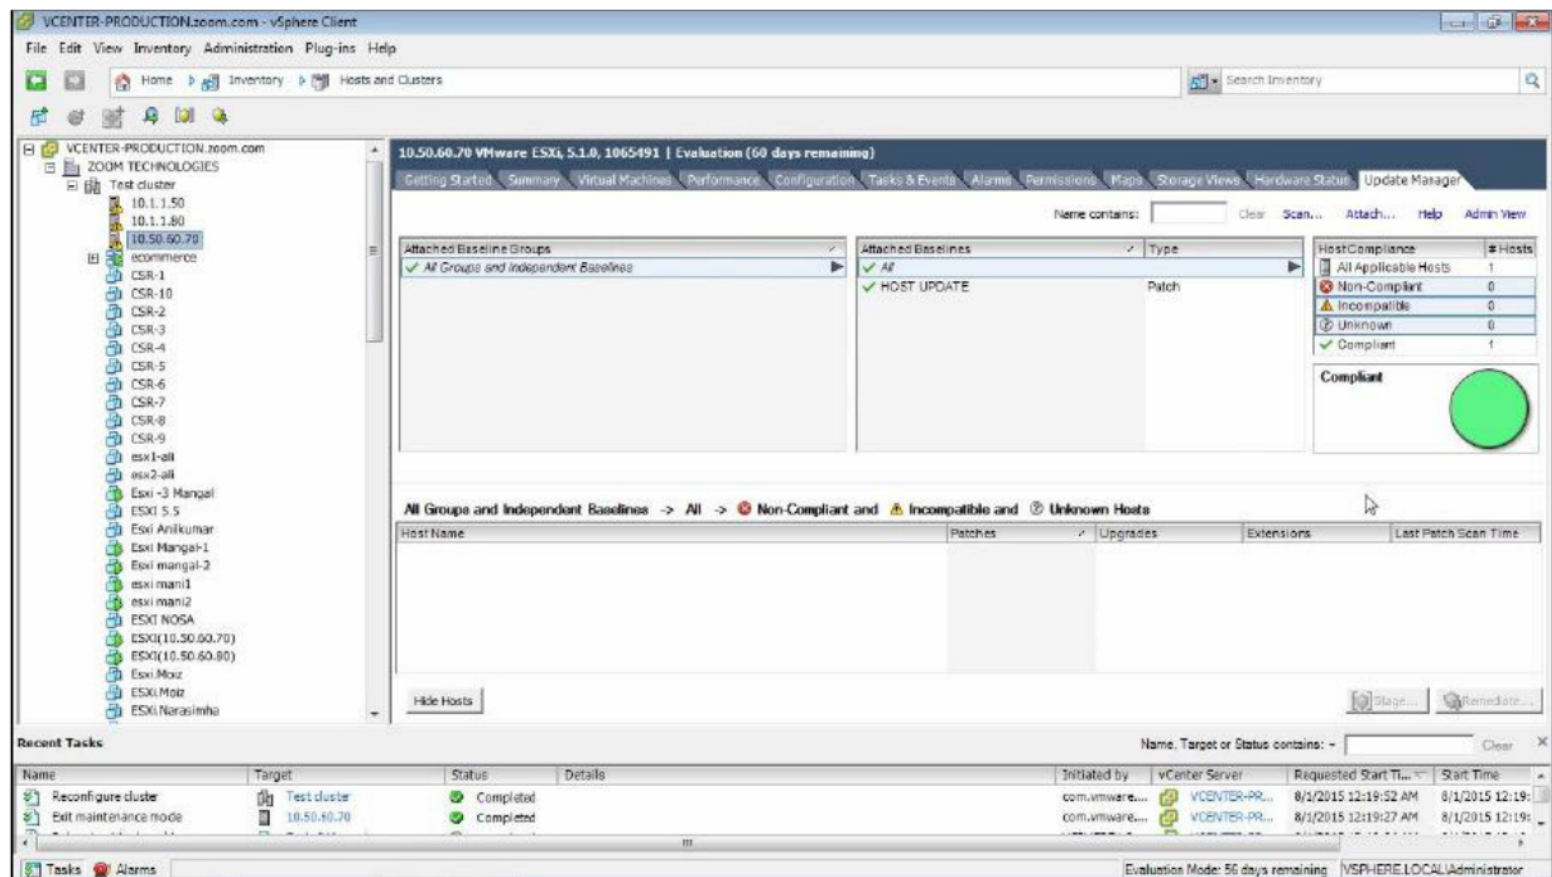 VCENTER-PRODUCTION.zoom.com - vSphere Client
File Edit View Inventory Administration Plug-ins Help
Home Inventory Hosts and Clusters
Search Inventory
VCENTER-PRODUCTION.zoom.com
ZOOM TECHNOLOGIES
Test cluster
10.1.1.50
10.1.1.80
10.50.60.70
ecommerce
CSR-1
CSR-10
CSR-2
CSR-3
CSR-4
CSR-5
CSR-6
CSR-7
CSR-8
CSR-9
esx1-ali
esx2-ali
Esxi -3 Mangal
ESXI 5.5
Esxi Anilkumar
Esxi Mangal-1
Esxi mangal-2
esxi mani1
esxi mani2
ESXI NOSA
ESXI(10.50.60.70)
ESXI(10.50.60.80)
Esxi.Moiz
ESXi.Moiz
ESXi.Narasimha
10.50.60.70 VMware ESXi, 5.1.0, 1065491 | Evaluation (60 days remaining)
Getting Started Summary Virtual Machines Performance Configuration Tasks & Events Alarms Permissions Maps Storage Views Hardware Status Update Manager
Name contains: Clear Scan... Attach... Help Admin View
Attached Baseline Groups
All Groups and Independent Baselines
Attached Baselines Type
All
HOST UPDATE Patch
Host Compliance # Hosts
All Applicable Hosts 1
Non-Compliant 0
Incompatible 0
Unknown 0
Compliant 1
Compliant
All Groups and Independent Baselines -> All -> Non-Compliant and Incompatible and Unknown Hosts
Host Name Patches Upgrades Extensions Last Patch Scan Time
Hide Hosts Stage... Remediate...
Recent Tasks Name, Target or Status contains: Clear
Name Target Status Details Initiated by vCenter Server Requested Start Ti... Start Time
Reconfigure cluster Test cluster Completed com.vmware.... VCENTER-PR... 8/1/2015 12:19:52 AM 8/1/2015 12:19:
Exit maintenance mode 10.50.60.70 Completed com.vmware.... VCENTER-PR... 8/1/2015 12:19:27 AM 8/1/2015 12:19:
Tasks Alarms Evaluation Mode: 56 days remaining VSPHERE.LOCAL\Administrator